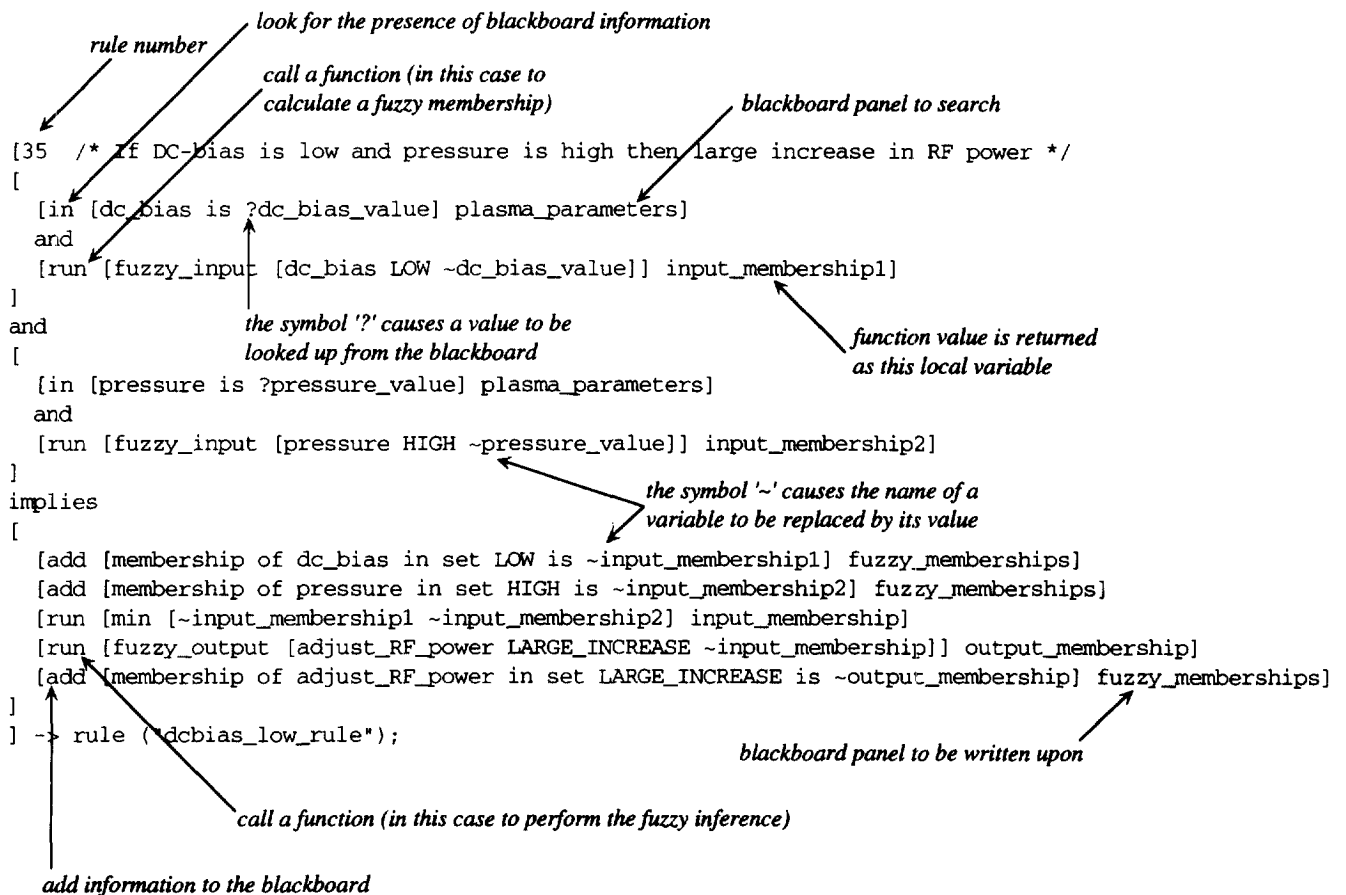 look for the presence of blackboard information
rule number
call a function (in this case to
calculate a fuzzy membership)
blackboard panel to search
[35 /* If DC-bias is low and pressure is high then large increase in RF power */
[
[in [dc_bias is ?dc_bias_value] plasma_parameters]
and
[run [fuzzy_input [dc_bias LOW ~dc_bias_value]] input_membership1]
]
and
the symbol '?' causes a value to be
looked up from the blackboard
function value is returned
as this local variable
[
[in [pressure is ?pressure_value] plasma_parameters]
and
[run [fuzzy_input [pressure HIGH ~pressure_value]] input_membership2]
]
implies
the symbol '~' causes the name of a
variable to be replaced by its value
[
[add [membership of dc_bias in set LOW is ~input_membership1] fuzzy_memberships]
[add [membership of pressure in set HIGH is ~input_membership2] fuzzy_memberships]
[run [min [~input_membership1 ~input_membership2] input_membership]
[run [fuzzy_output [adjust_RF_power LARGE_INCREASE ~input_membership]] output_membership]
[add [membership of adjust_RF_power in set LARGE_INCREASE is ~output_membership] fuzzy_memberships]
]
] -> rule ("dcbias_low_rule");
blackboard panel to be written upon
call a function (in this case to perform the fuzzy inference)
add information to the blackboard